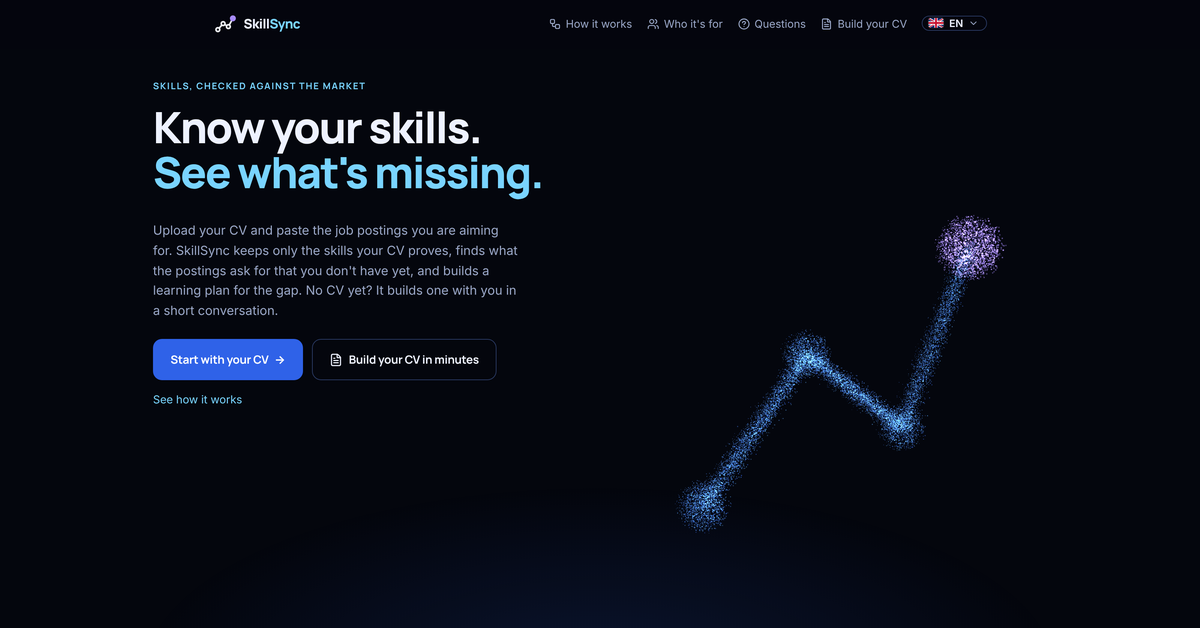 SkillSync
How it works
Who it's for
Questions
Build your CV
EN
SKILLS, CHECKED AGAINST THE MARKET
Know your skills.
See what's missing.
Upload your CV and paste the job postings you are aiming
for. SkillSync keeps only the skills your CV proves, finds what
the postings ask for that you don't have yet, and builds a
learning plan for the gap. No CV yet? It builds one with you in
a short conversation.
Start with your CV →
Build your CV in minutes
See how it works